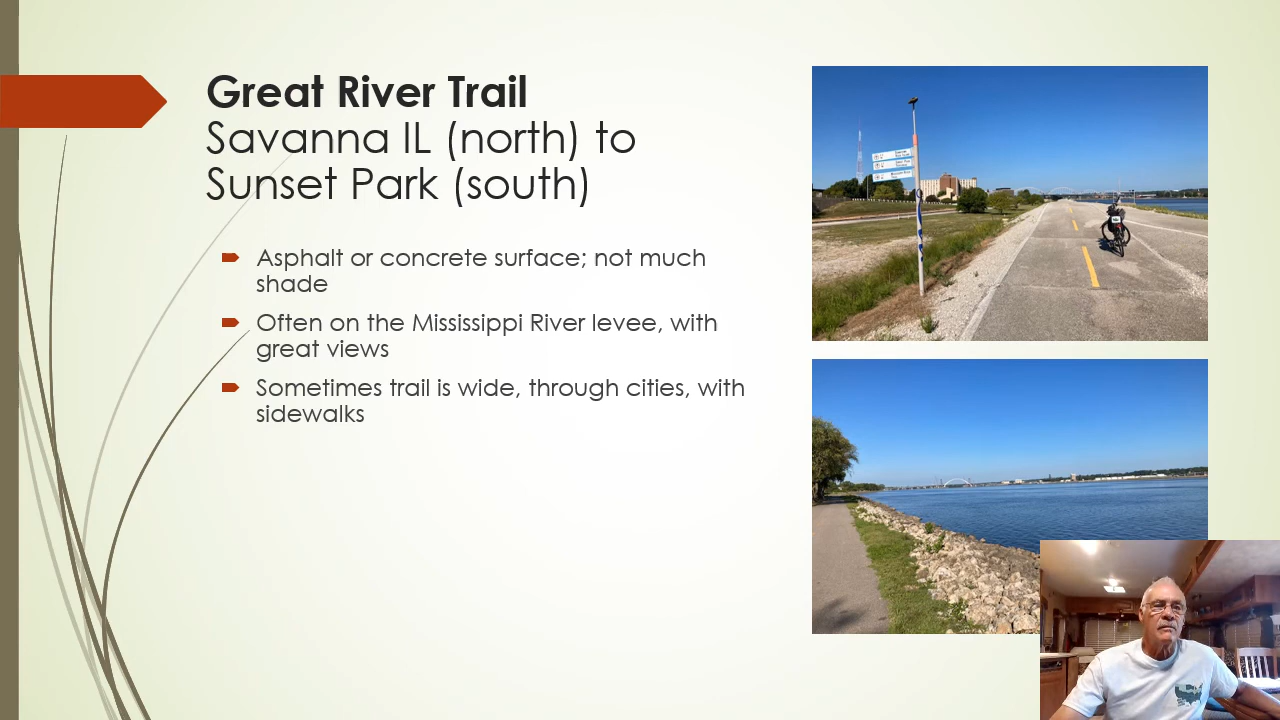 Great River Trail
Savanna IL (north) to
Sunset Park (south)
Asphalt or concrete surface; not much
shade
Often on the Mississippi River levee, with
great views
Sometimes trail is wide, through cities, with
sidewalks